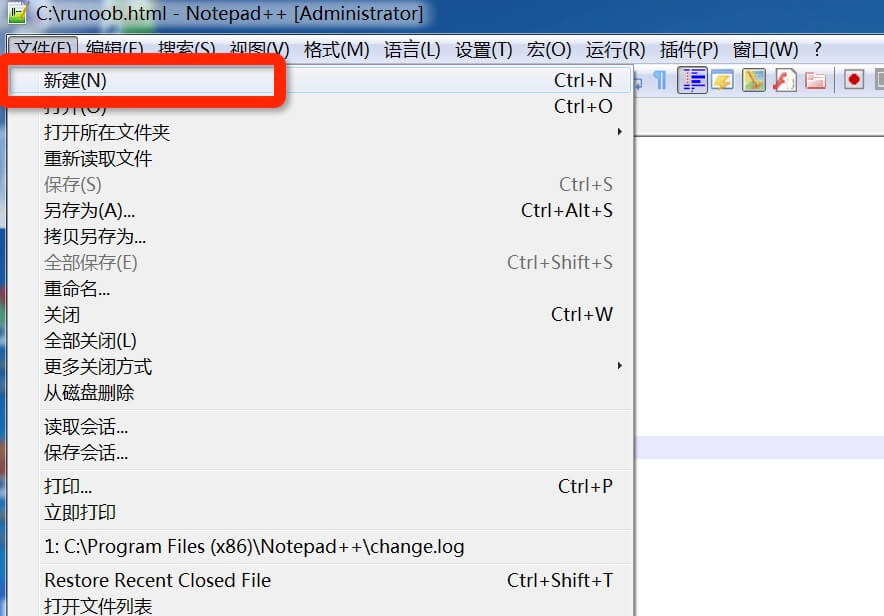 C:\runoob.html - Notepad++ [Administrator]
文件(F) 编辑(E) 搜索(S) 视图(V) 格式(M) 语言(L) 设置(T) 宏(O) 运行(R) 插件(P) 窗口(W) ?
新建(N) Ctrl+N
打开(O) Ctrl+O
打开所在文件夹
重新读取文件
保存(S) Ctrl+S
另存为(A)... Ctrl+Alt+S
拷贝另存为...
全部保存(E) Ctrl+Shift+S
重命名...
关闭 Ctrl+W
全部关闭(L)
更多关闭方式
从磁盘删除
读取会话...
保存会话...
打印... Ctrl+P
立即打印
1: C:\Program Files (x86)\Notepad++\change.log
Restore Recent Closed File Ctrl+Shift+T
打开文件列表